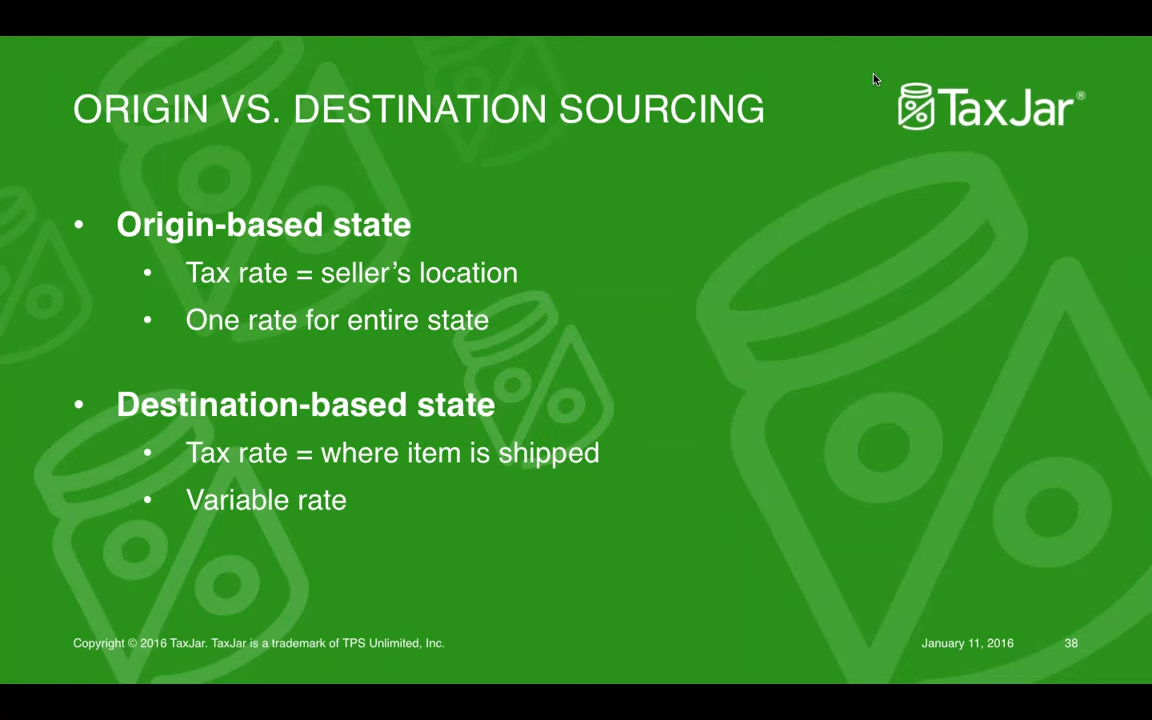 ORIGIN VS. DESTINATION SOURCING
TaxJar®
• Origin-based state
• Tax rate = seller’s location
• One rate for entire state
• Destination-based state
• Tax rate = where item is shipped
• Variable rate
Copyright © 2016 TaxJar. TaxJar is a trademark of TPS Unlimited, Inc.
January 11, 2016
38